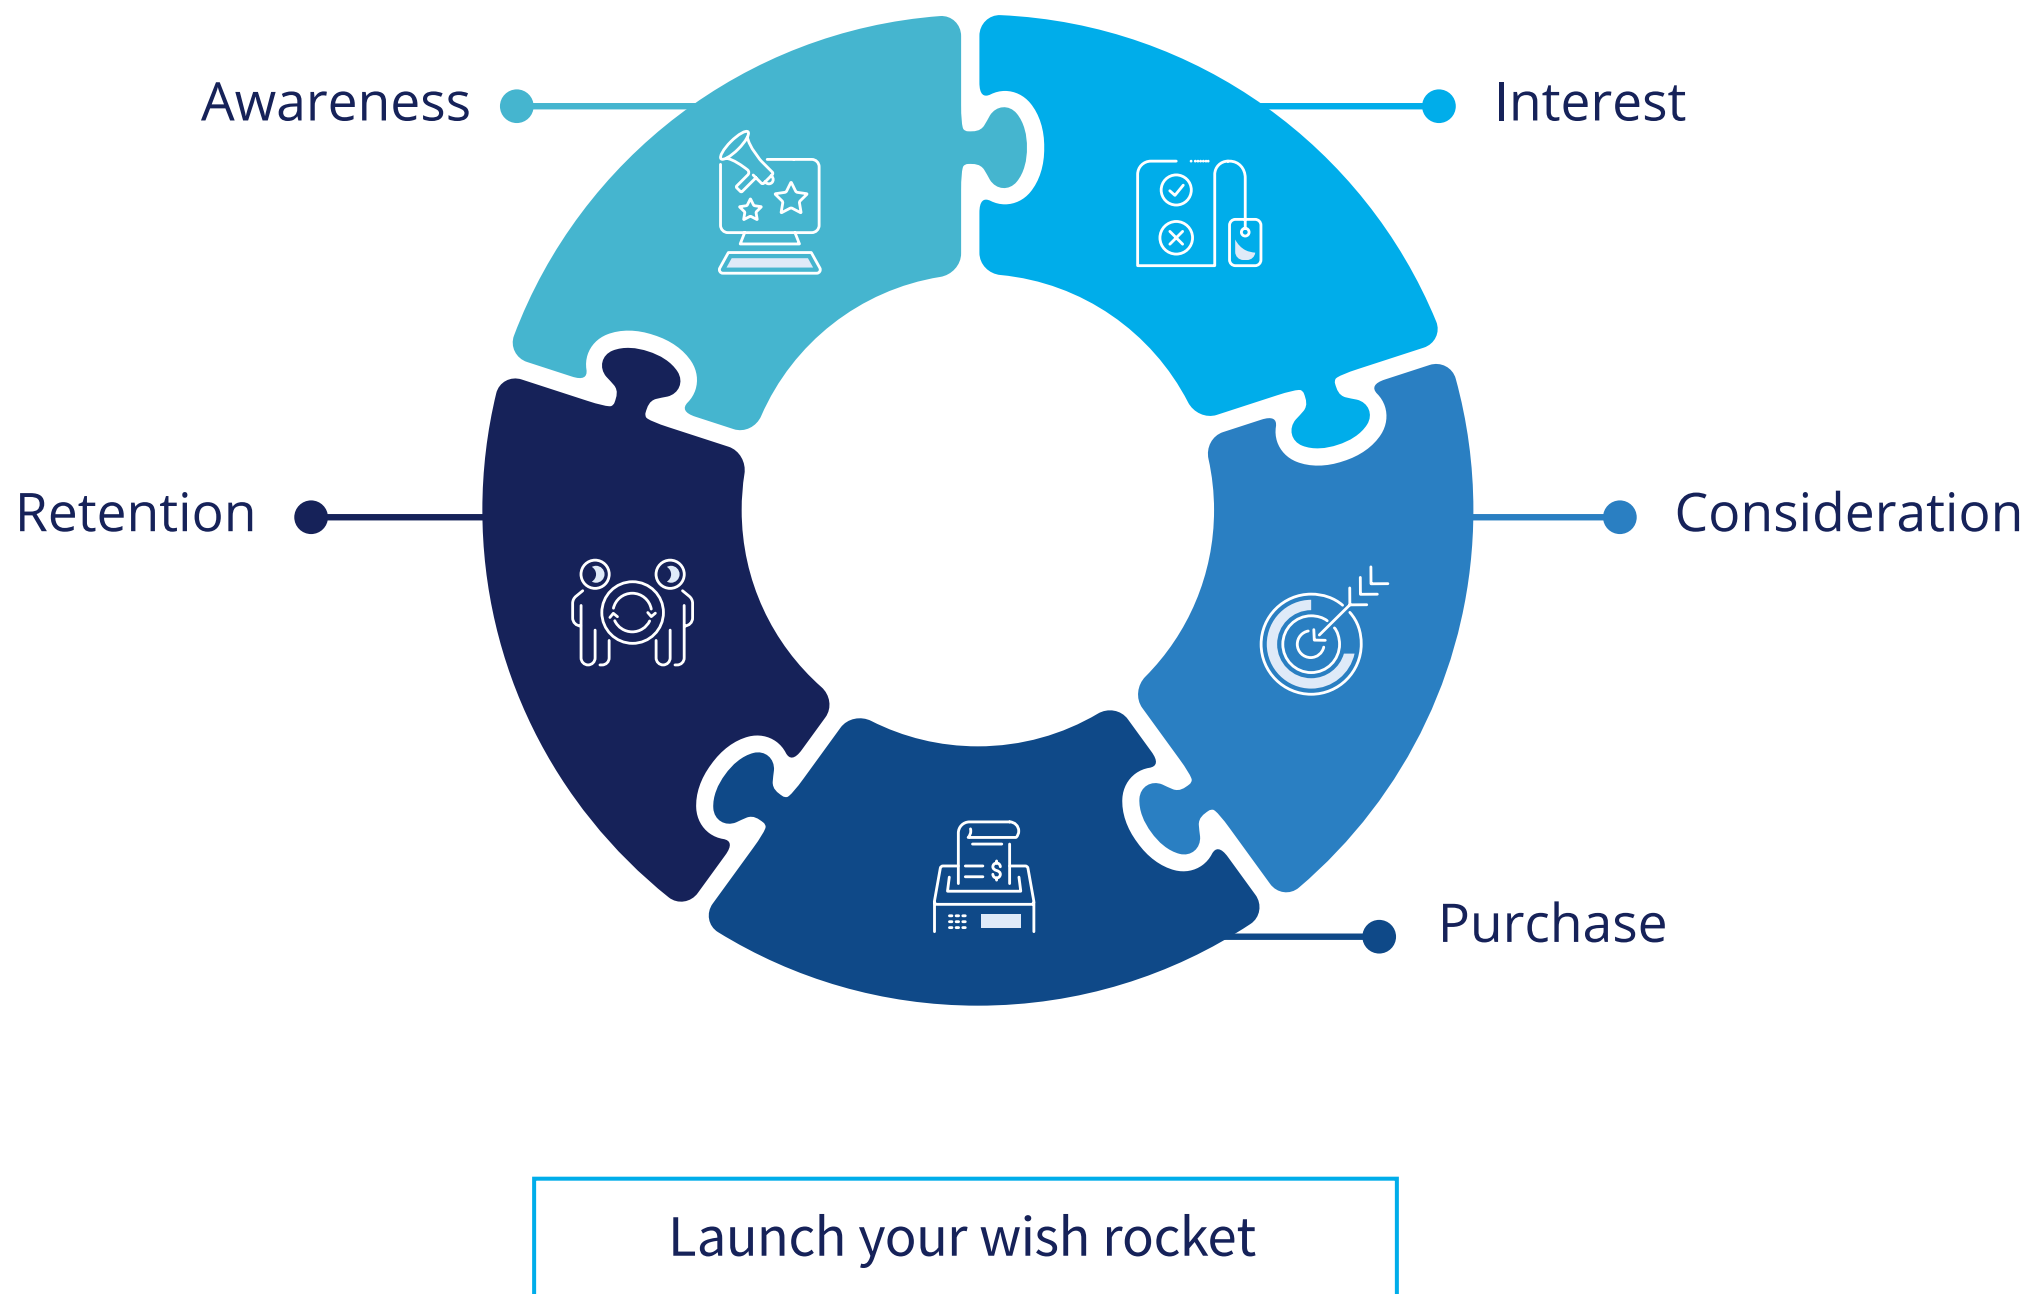 Awareness
Interest
Retention
Consideration
$
Purchase
Launch your wish rocket